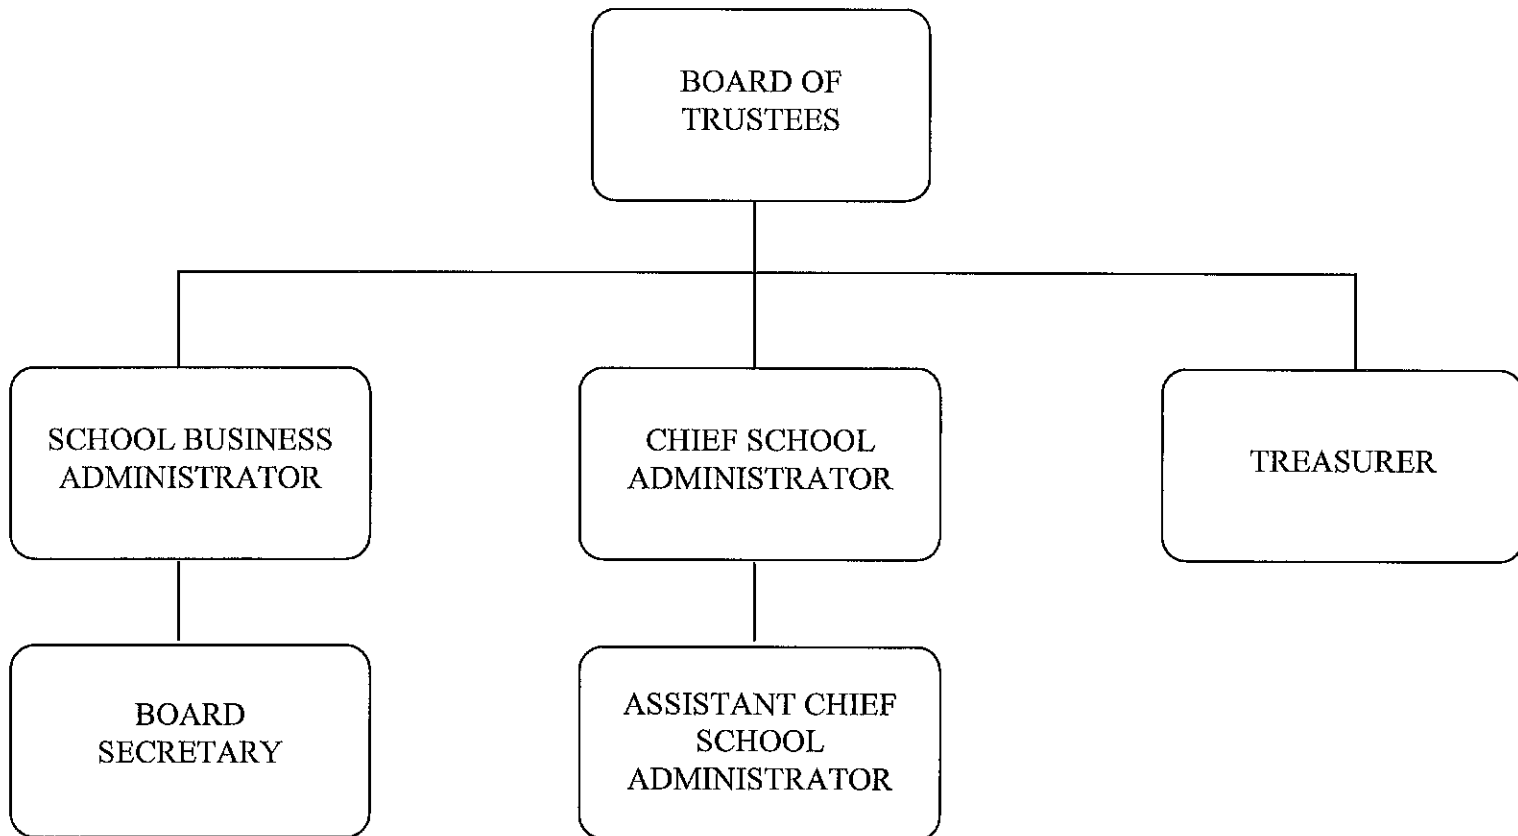 BOARD OF
TRUSTEES
SCHOOL BUSINESS
ADMINISTRATOR
CHIEF SCHOOL
ADMINISTRATOR
TREASURER
BOARD
SECRETARY
ASSISTANT CHIEF
SCHOOL
ADMINISTRATOR